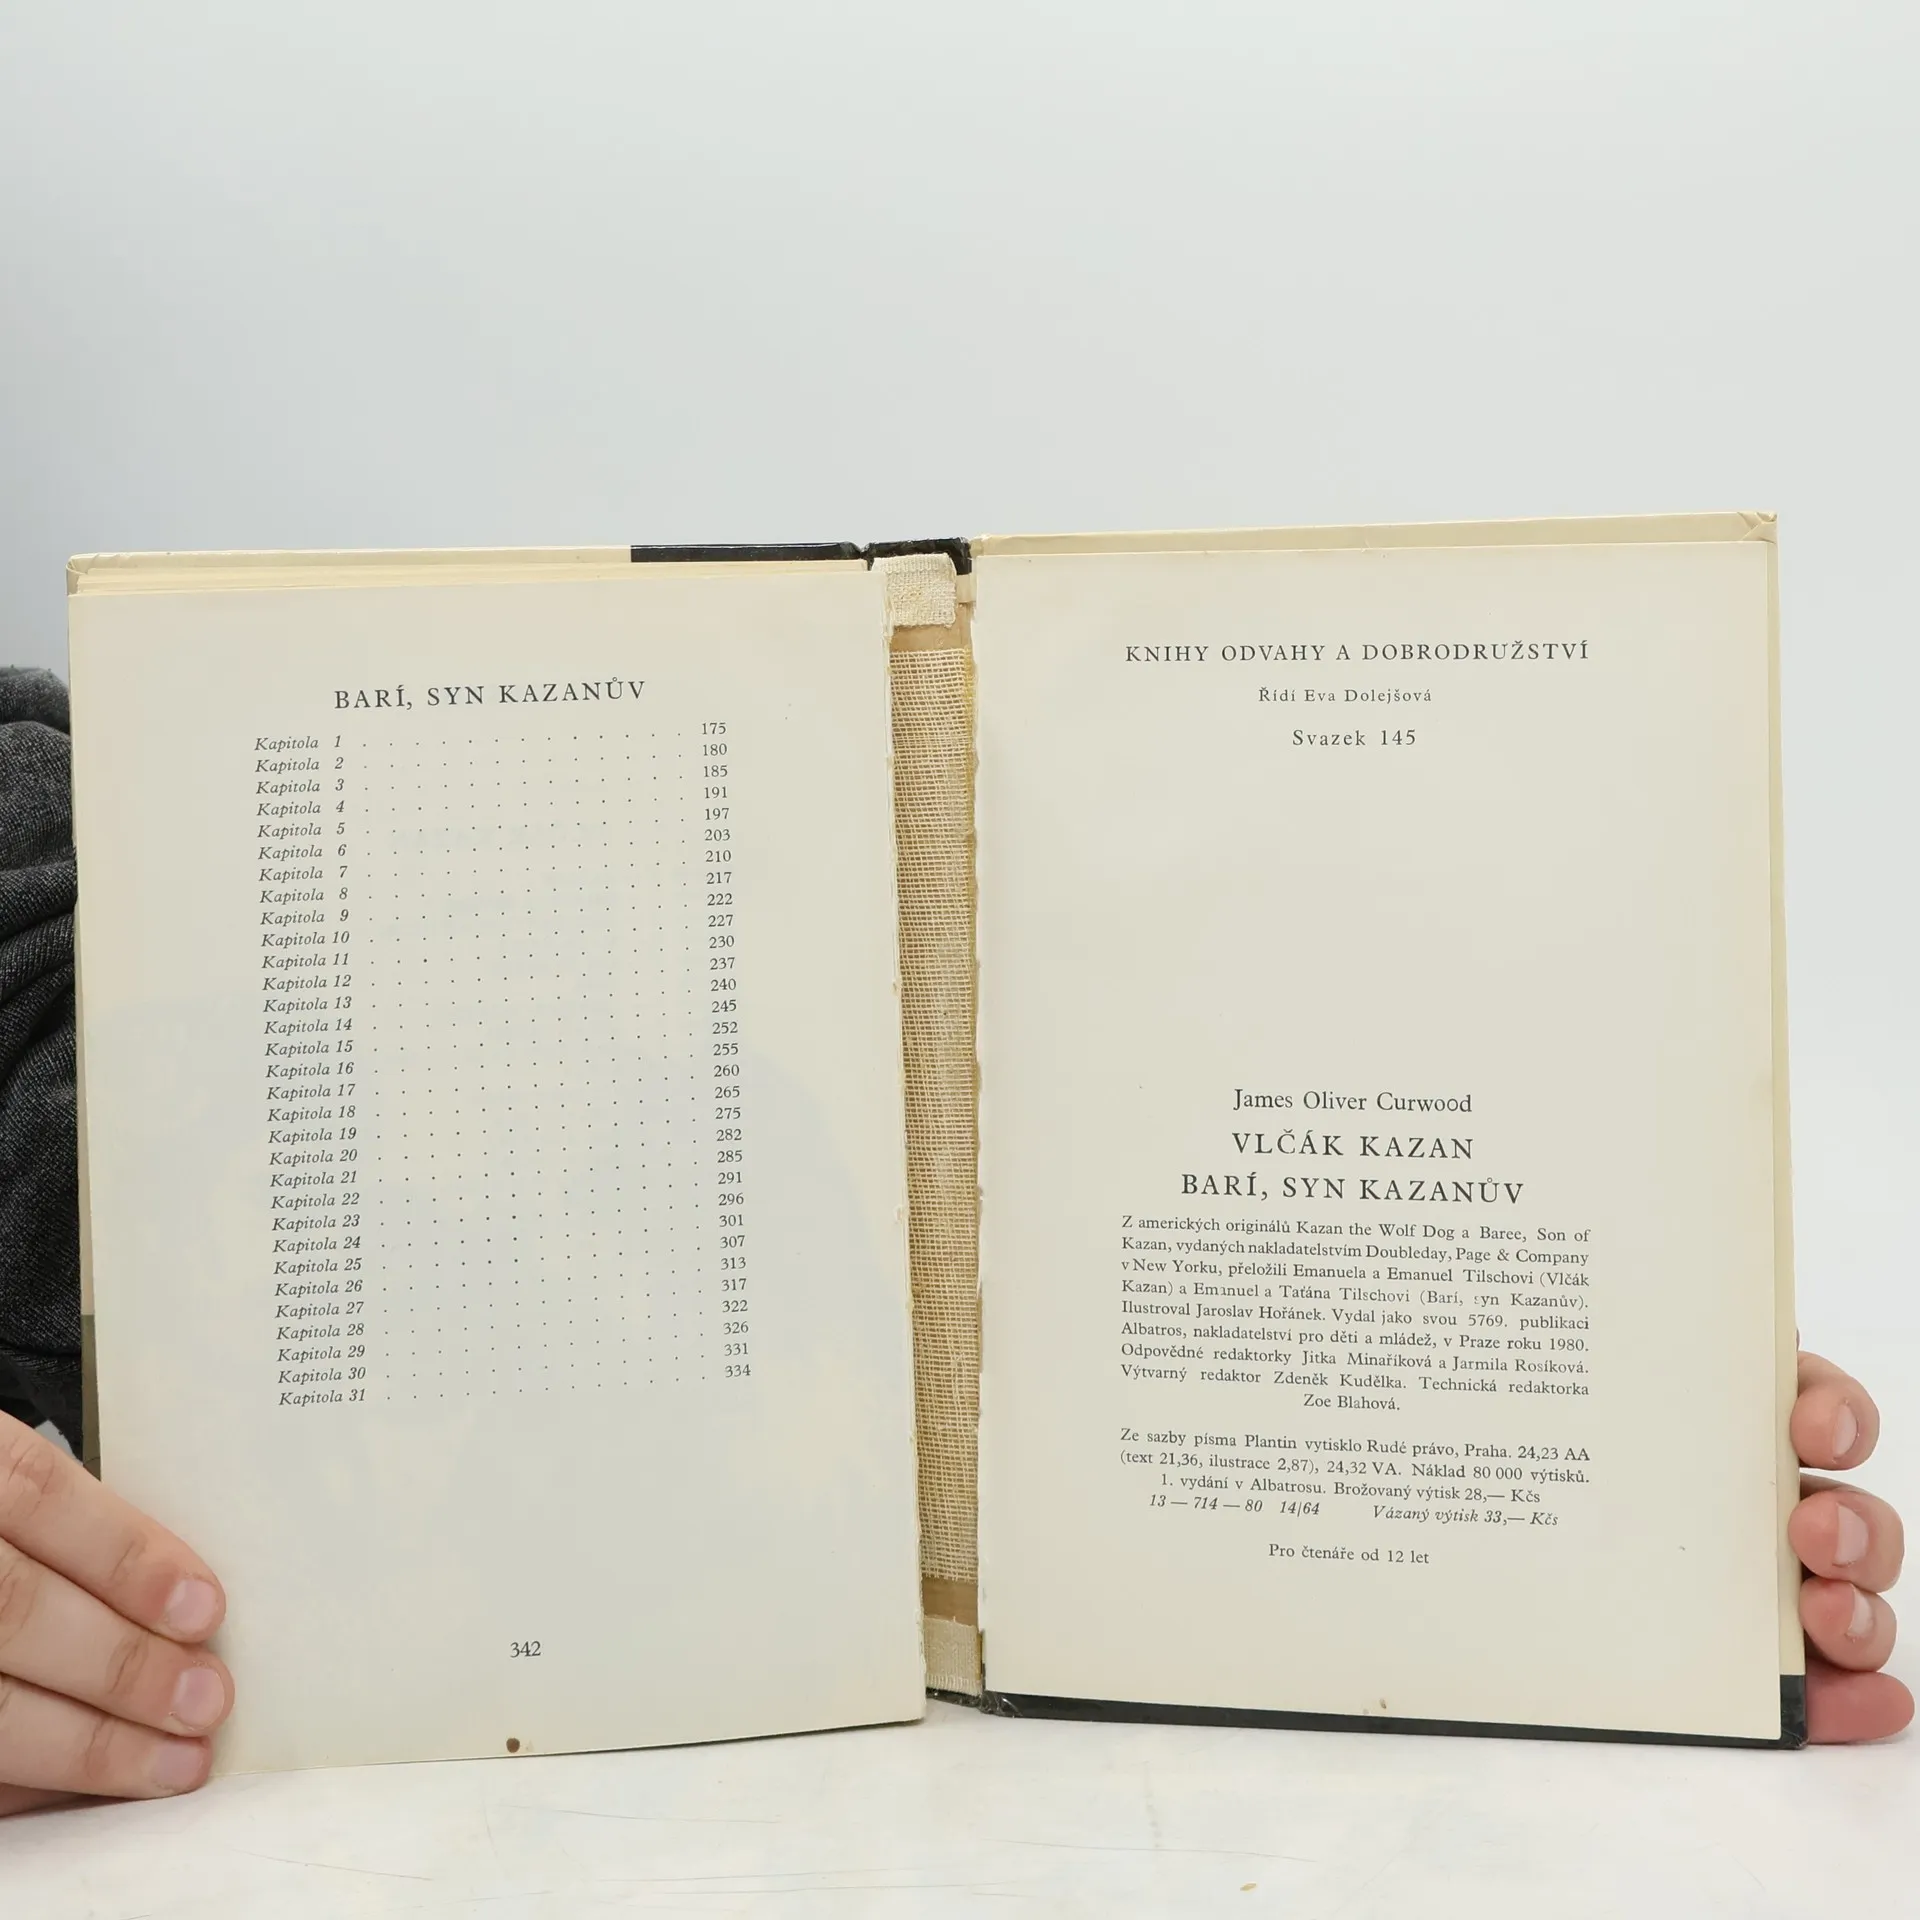 BARÍ, SYN KAZANŮV
Kapitola 1 . . . . . . . . . . . . . 175
Kapitola 2 . . . . . . . . . . . . . 180
Kapitola 3 . . . . . . . . . . . . . 185
Kapitola 4 . . . . . . . . . . . . . 191
Kapitola 5 . . . . . . . . . . . . . 197
Kapitola 6 . . . . . . . . . . . . . 203
Kapitola 7 . . . . . . . . . . . . . 210
Kapitola 8 . . . . . . . . . . . . . 217
Kapitola 9 . . . . . . . . . . . . . 222
Kapitola 10 . . . . . . . . . . . . . 227
Kapitola 11 . . . . . . . . . . . . . 230
Kapitola 12 . . . . . . . . . . . . . 237
Kapitola 13 . . . . . . . . . . . . . 240
Kapitola 14 . . . . . . . . . . . . . 245
Kapitola 15 . . . . . . . . . . . . . 252
Kapitola 16 . . . . . . . . . . . . . 255
Kapitola 17 . . . . . . . . . . . . . 260
Kapitola 18 . . . . . . . . . . . . . 265
Kapitola 19 . . . . . . . . . . . . . 275
Kapitola 20 . . . . . . . . . . . . . 282
Kapitola 21 . . . . . . . . . . . . . 285
Kapitola 22 . . . . . . . . . . . . . 291
Kapitola 23 . . . . . . . . . . . . . 296
Kapitola 24 . . . . . . . . . . . . . 301
Kapitola 25 . . . . . . . . . . . . . 307
Kapitola 26 . . . . . . . . . . . . . 313
Kapitola 27 . . . . . . . . . . . . . 317
Kapitola 28 . . . . . . . . . . . . . 322
Kapitola 29 . . . . . . . . . . . . . 326
Kapitola 30 . . . . . . . . . . . . . 331
Kapitola 31 . . . . . . . . . . . . . 334
342
KNIHY ODVAHY A DOBRODRUŽSTVÍ
Řídí Eva Dolejšová
Svazek 145
James Oliver Curwood
VLČÁK KAZAN
BARÍ, SYN KAZANŮV
Z amerických originálů Kazan the Wolf Dog a Baree, Son of
Kazan, vydaných nakladatelstvím Doubleday, Page & Company
v New Yorku, přeložili Emanuela a Emanuel Tilschovi (Vlčák
Kazan) a Emanuel a Taťána Tilschovi (Barí, syn Kazanův).
Ilustroval Jaroslav Hořánek. Vydal jako svou 5769. publikaci
Albatros, nakladatelství pro děti a mládež, v Praze roku 1980.
Odpovědné redaktorky Jitka Minaříková a Jarmila Rosíková.
Výtvarný redaktor Zdeněk Kudělka. Technická redaktorka
Zoe Blahová.
Ze sazby písma Plantin vytisklo Rudé právo, Praha. 24,23 AA
(text 21,36, ilustrace 2,87), 24,32 VA. Náklad 80 000 výtisků.
1. vydání v Albatrosu. Brožovaný výtisk 28,— Kčs
13 — 714 — 80 14/64 Vázaný výtisk 33,— Kčs
Pro čtenáře od 12 let